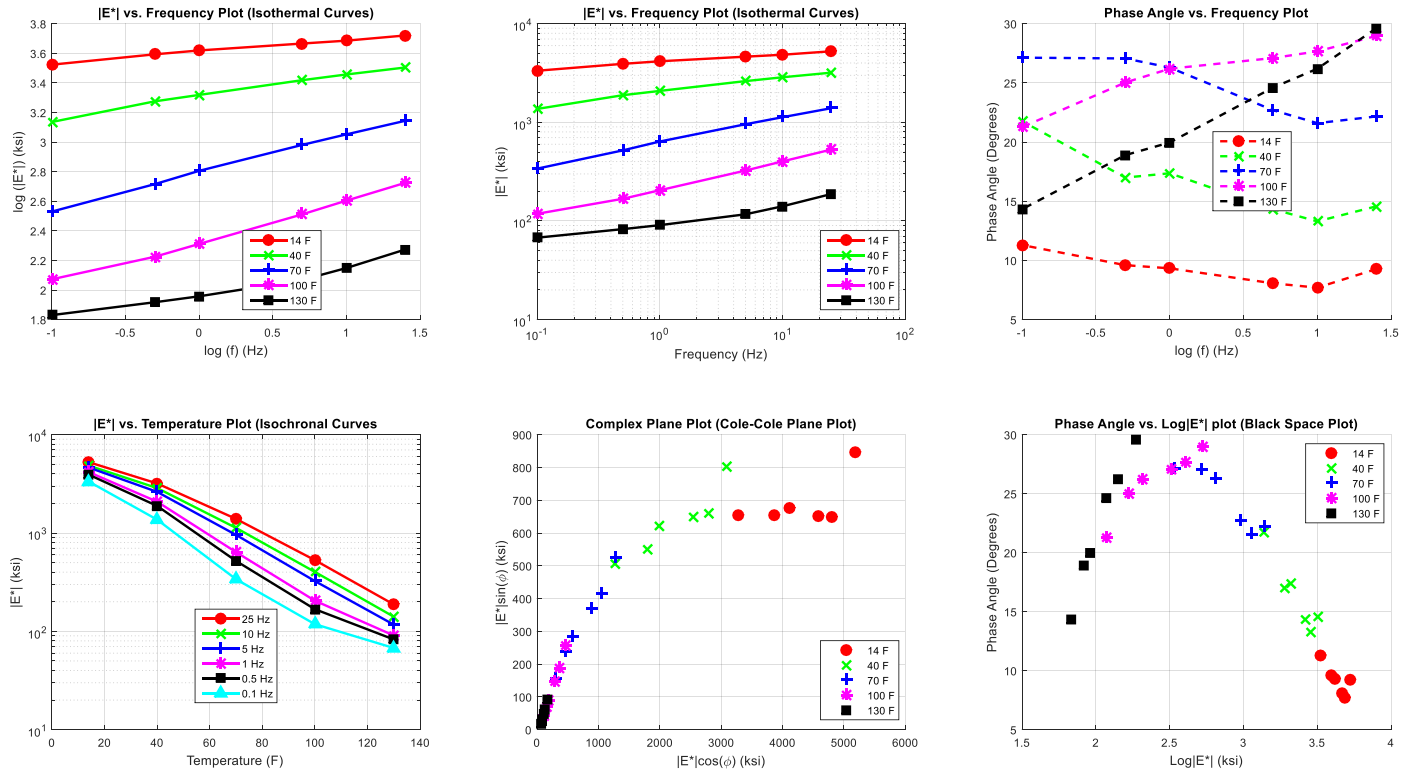 |E*| vs. Frequency Plot (Isothermal Curves)
3.8
3.6
3.4
3.2
3
2.8
2.6
2.4
2.2
2
1.8
-1
-0.5
0
0.5
1
1.5
log (|E*|) (ksi)
log (f) (Hz)
14 F
40 F
70 F
100 F
130 F
|E*| vs. Frequency Plot (Isothermal Curves)
10^4
10^3
10^2
10^1
10^-1
10^0
10^1
10^2
|E*| (ksi)
Frequency (Hz)
14 F
40 F
70 F
100 F
130 F
Phase Angle vs. Frequency Plot
30
25
20
15
10
5
-1
-0.5
0
0.5
1
1.5
Phase Angle (Degrees)
log (f) (Hz)
14 F
40 F
70 F
100 F
130 F
|E*| vs. Temperature Plot (Isochronal Curves
10^4
10^3
10^2
10^1
0
20
40
60
80
100
120
140
|E*| (ksi)
Temperature (F)
25 Hz
10 Hz
5 Hz
1 Hz
0.5 Hz
0.1 Hz
Complex Plane Plot (Cole-Cole Plane Plot)
900
800
700
600
500
400
300
200
100
0
0
1000
2000
3000
4000
5000
6000
|E*|sin(ϕ) (ksi)
|E*|cos(ϕ) (ksi)
14 F
40 F
70 F
100 F
130 F
Phase Angle vs. Log|E*| plot (Black Space Plot)
30
25
20
15
10
5
1.5
2
2.5
3
3.5
4
Phase Angle (Degrees)
Log|E*| (ksi)
14 F
40 F
70 F
100 F
130 F